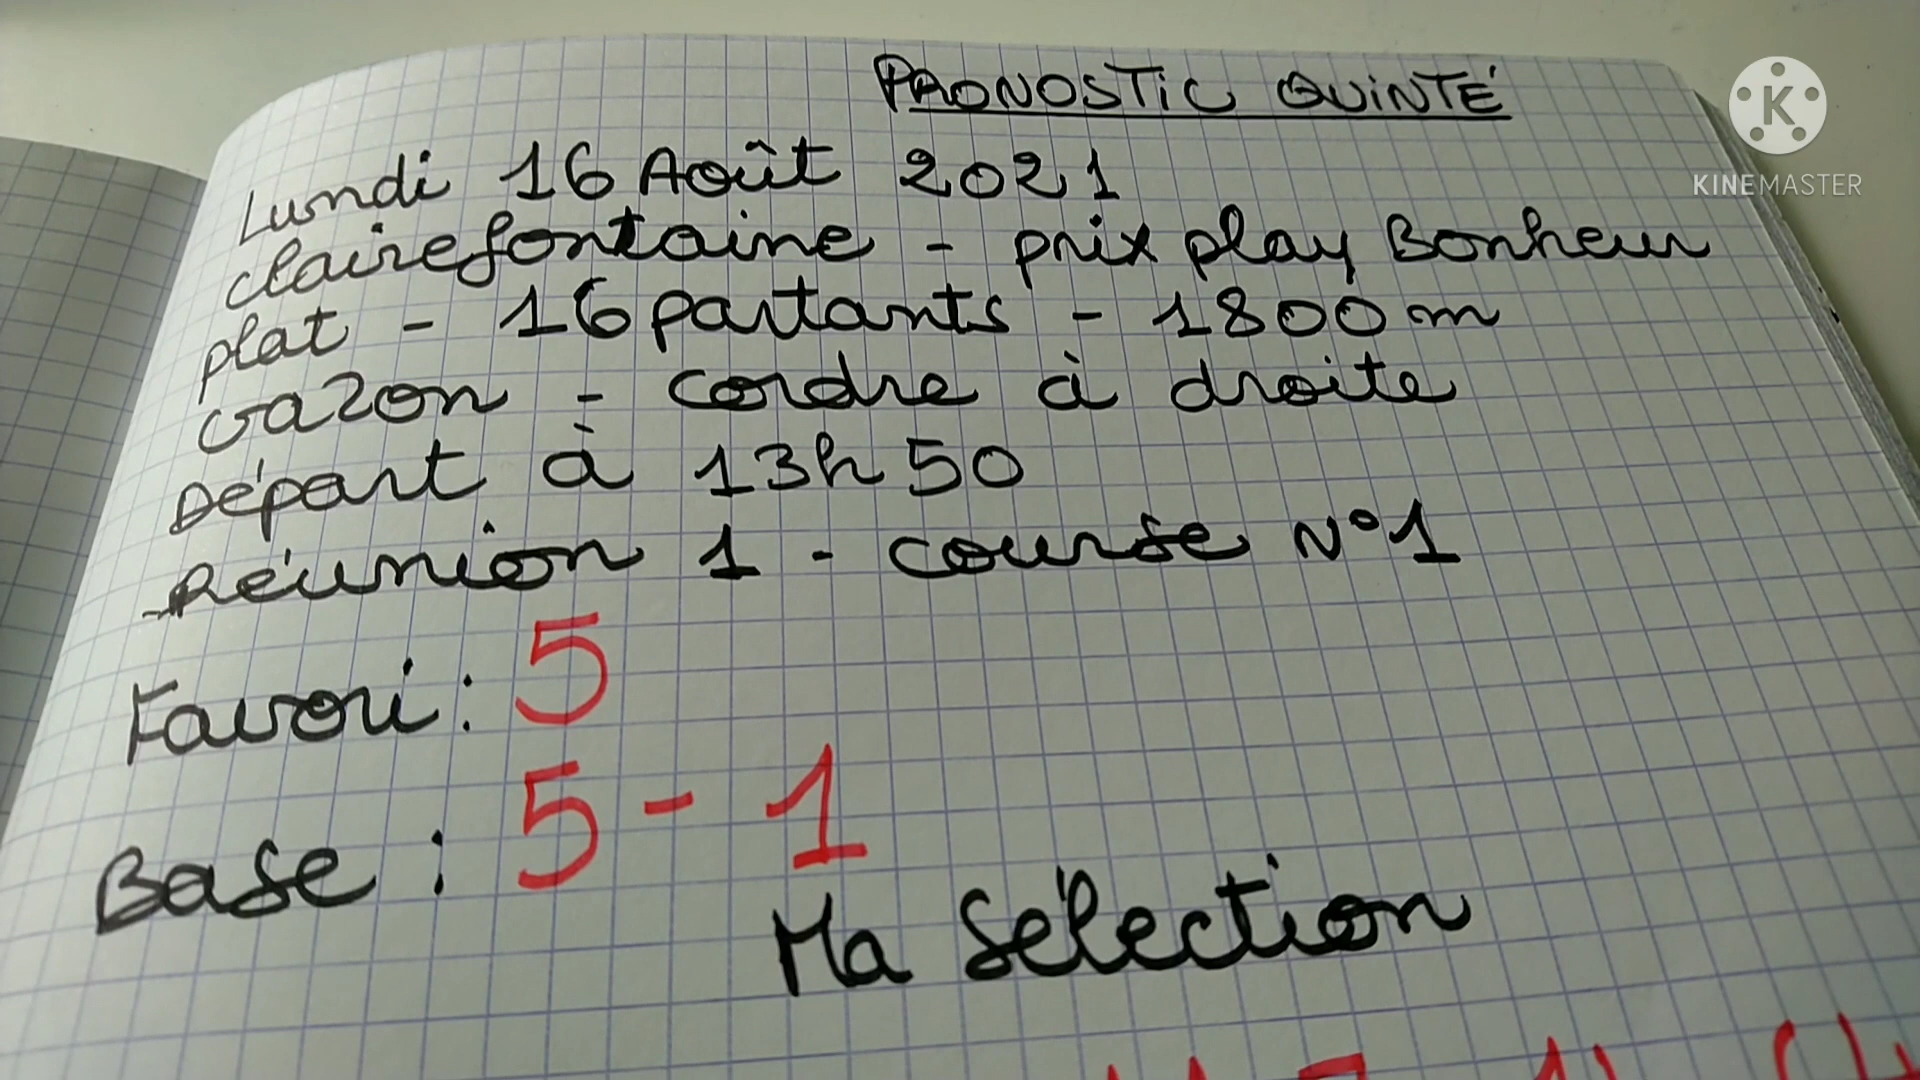 PRONOSTIC QUINTÉ
Lundi 16 Août 2021
clairefontaine - prix play Bonheur
plat - 16 partants - 1800 m
Gazon - cordre à droite
Départ à 13h50
Réunion 1 - course N°1
Favori : 5
Base : 5 - 1
Ma Sélection
K
KINEMASTER